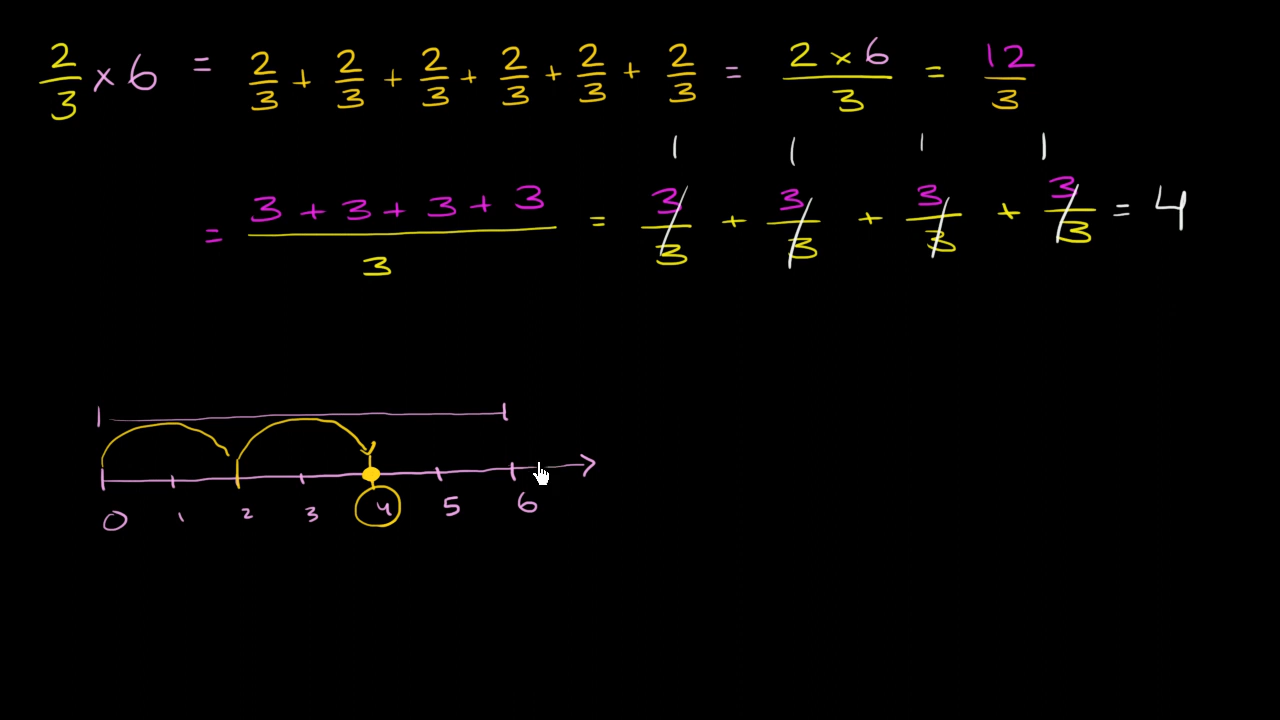 2/3 × 6 = 2/3 + 2/3 + 2/3 + 2/3 + 2/3 + 2/3 = 2 × 6/3 = 12/3
1 1 1 1
= 3 + 3 + 3 + 3/3 = 3/3 + 3/3 + 3/3 + 3/3 = 4
0 1 2 3 4 5 6